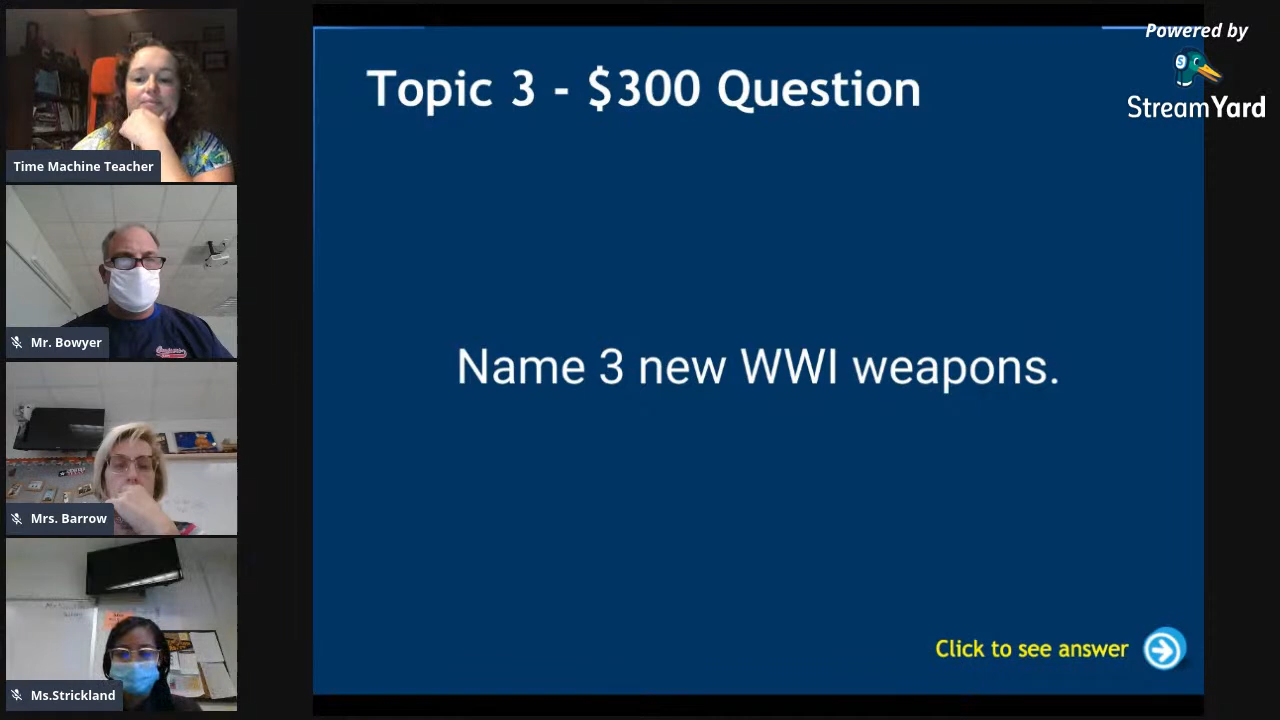 Time Machine Teacher
Mr. Bowyer
Mrs. Barrow
Ms.Strickland
Topic 3 - $300 Question
Name 3 new WWI weapons.
Click to see answer
Powered by
StreamYard